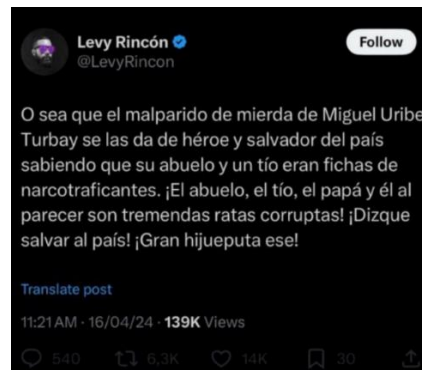 Levy Rincón
@LevyRincon
Follow
O sea que el malparido de mierda de Miguel Uribe
Turbay se las da de héroe y salvador del país
sabiendo que su abuelo y un tío eran fichas de
narcotraficantes. ¡El abuelo, el tío, el papá y él al
parecer son tremendas ratas corruptas! ¡Dizque
salvar al país! ¡Gran hijueputa ese!
Translate post
11:21 AM · 16/04/24 · 139K Views
540 6,3K 14K 30